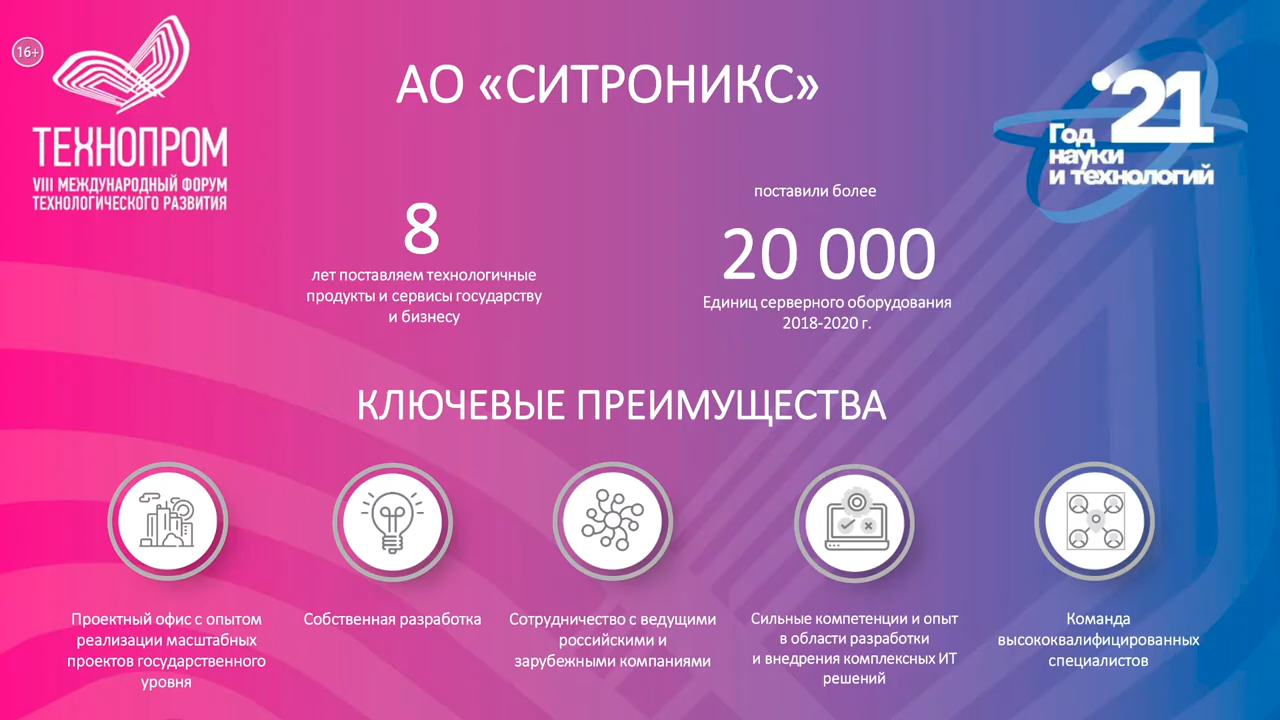 16+
ТЕХНОПРОМ
VIII МЕЖДУНАРОДНЫЙ ФОРУМ
ТЕХНОЛОГИЧЕСКОГО РАЗВИТИЯ
АО «СИТРОНИКС»
'21
Год
науки
и технологий
8
лет поставляем технологичные
продукты и сервисы государству
и бизнесу
поставили более
20 000
Единиц серверного оборудования
2018-2020 г.
КЛЮЧЕВЫЕ ПРЕИМУЩЕСТВА
Проектный офис с опытом
реализации масштабных
проектов государственного
уровня
Собственная разработка
Сотрудничество с ведущими
российскими и
зарубежными компаниями
Сильные компетенции и опыт
в области разработки
и внедрения комплексных ИТ
решений
Команда
высококвалифицированных
специалистов